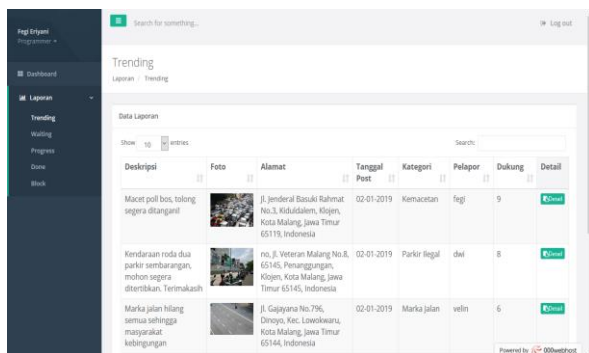 Fegi Eriyani
Programmer
Search for something...
Log out
Dashboard
Laporan
Trending
Waiting
Progress
Done
Block
Trending
Laporan / Trending
Data Laporan
Show 10 entries
Search:
Deskripsi Foto Alamat Tanggal Post Kategori Pelapor Dukung Detail
Macet poll bos, tolong
segera ditangani!
Jl. Jenderal Basuki Rahmat
No.3, Kiduldalem, Klojen,
Kota Malang, Jawa Timur
65119, Indonesia
02-01-2019
Kemacetan
fegi
9
Detail
Kendaraan roda dua
parkir sembarangan,
mohon segera
ditertibkan. Terimakasih
no, Jl. Veteran Malang No.8,
65145, Penanggungan,
Klojen, Kota Malang, Jawa
Timur 65145, Indonesia
02-01-2019
Parkir Ilegal
dwi
8
Detail
Marka jalan hilang
semua sehingga
masyarakat
kebingungan
Jl. Gajayana No.796,
Dinoyo, Kec. Lowokwaru,
Kota Malang, Jawa Timur
65144, Indonesia
02-01-2019
Marka Jalan
velin
6
Detail
Powered by 000webhost